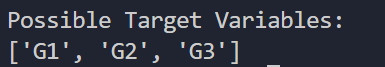 Possible Target Variables:
['G1', 'G2', 'G3']